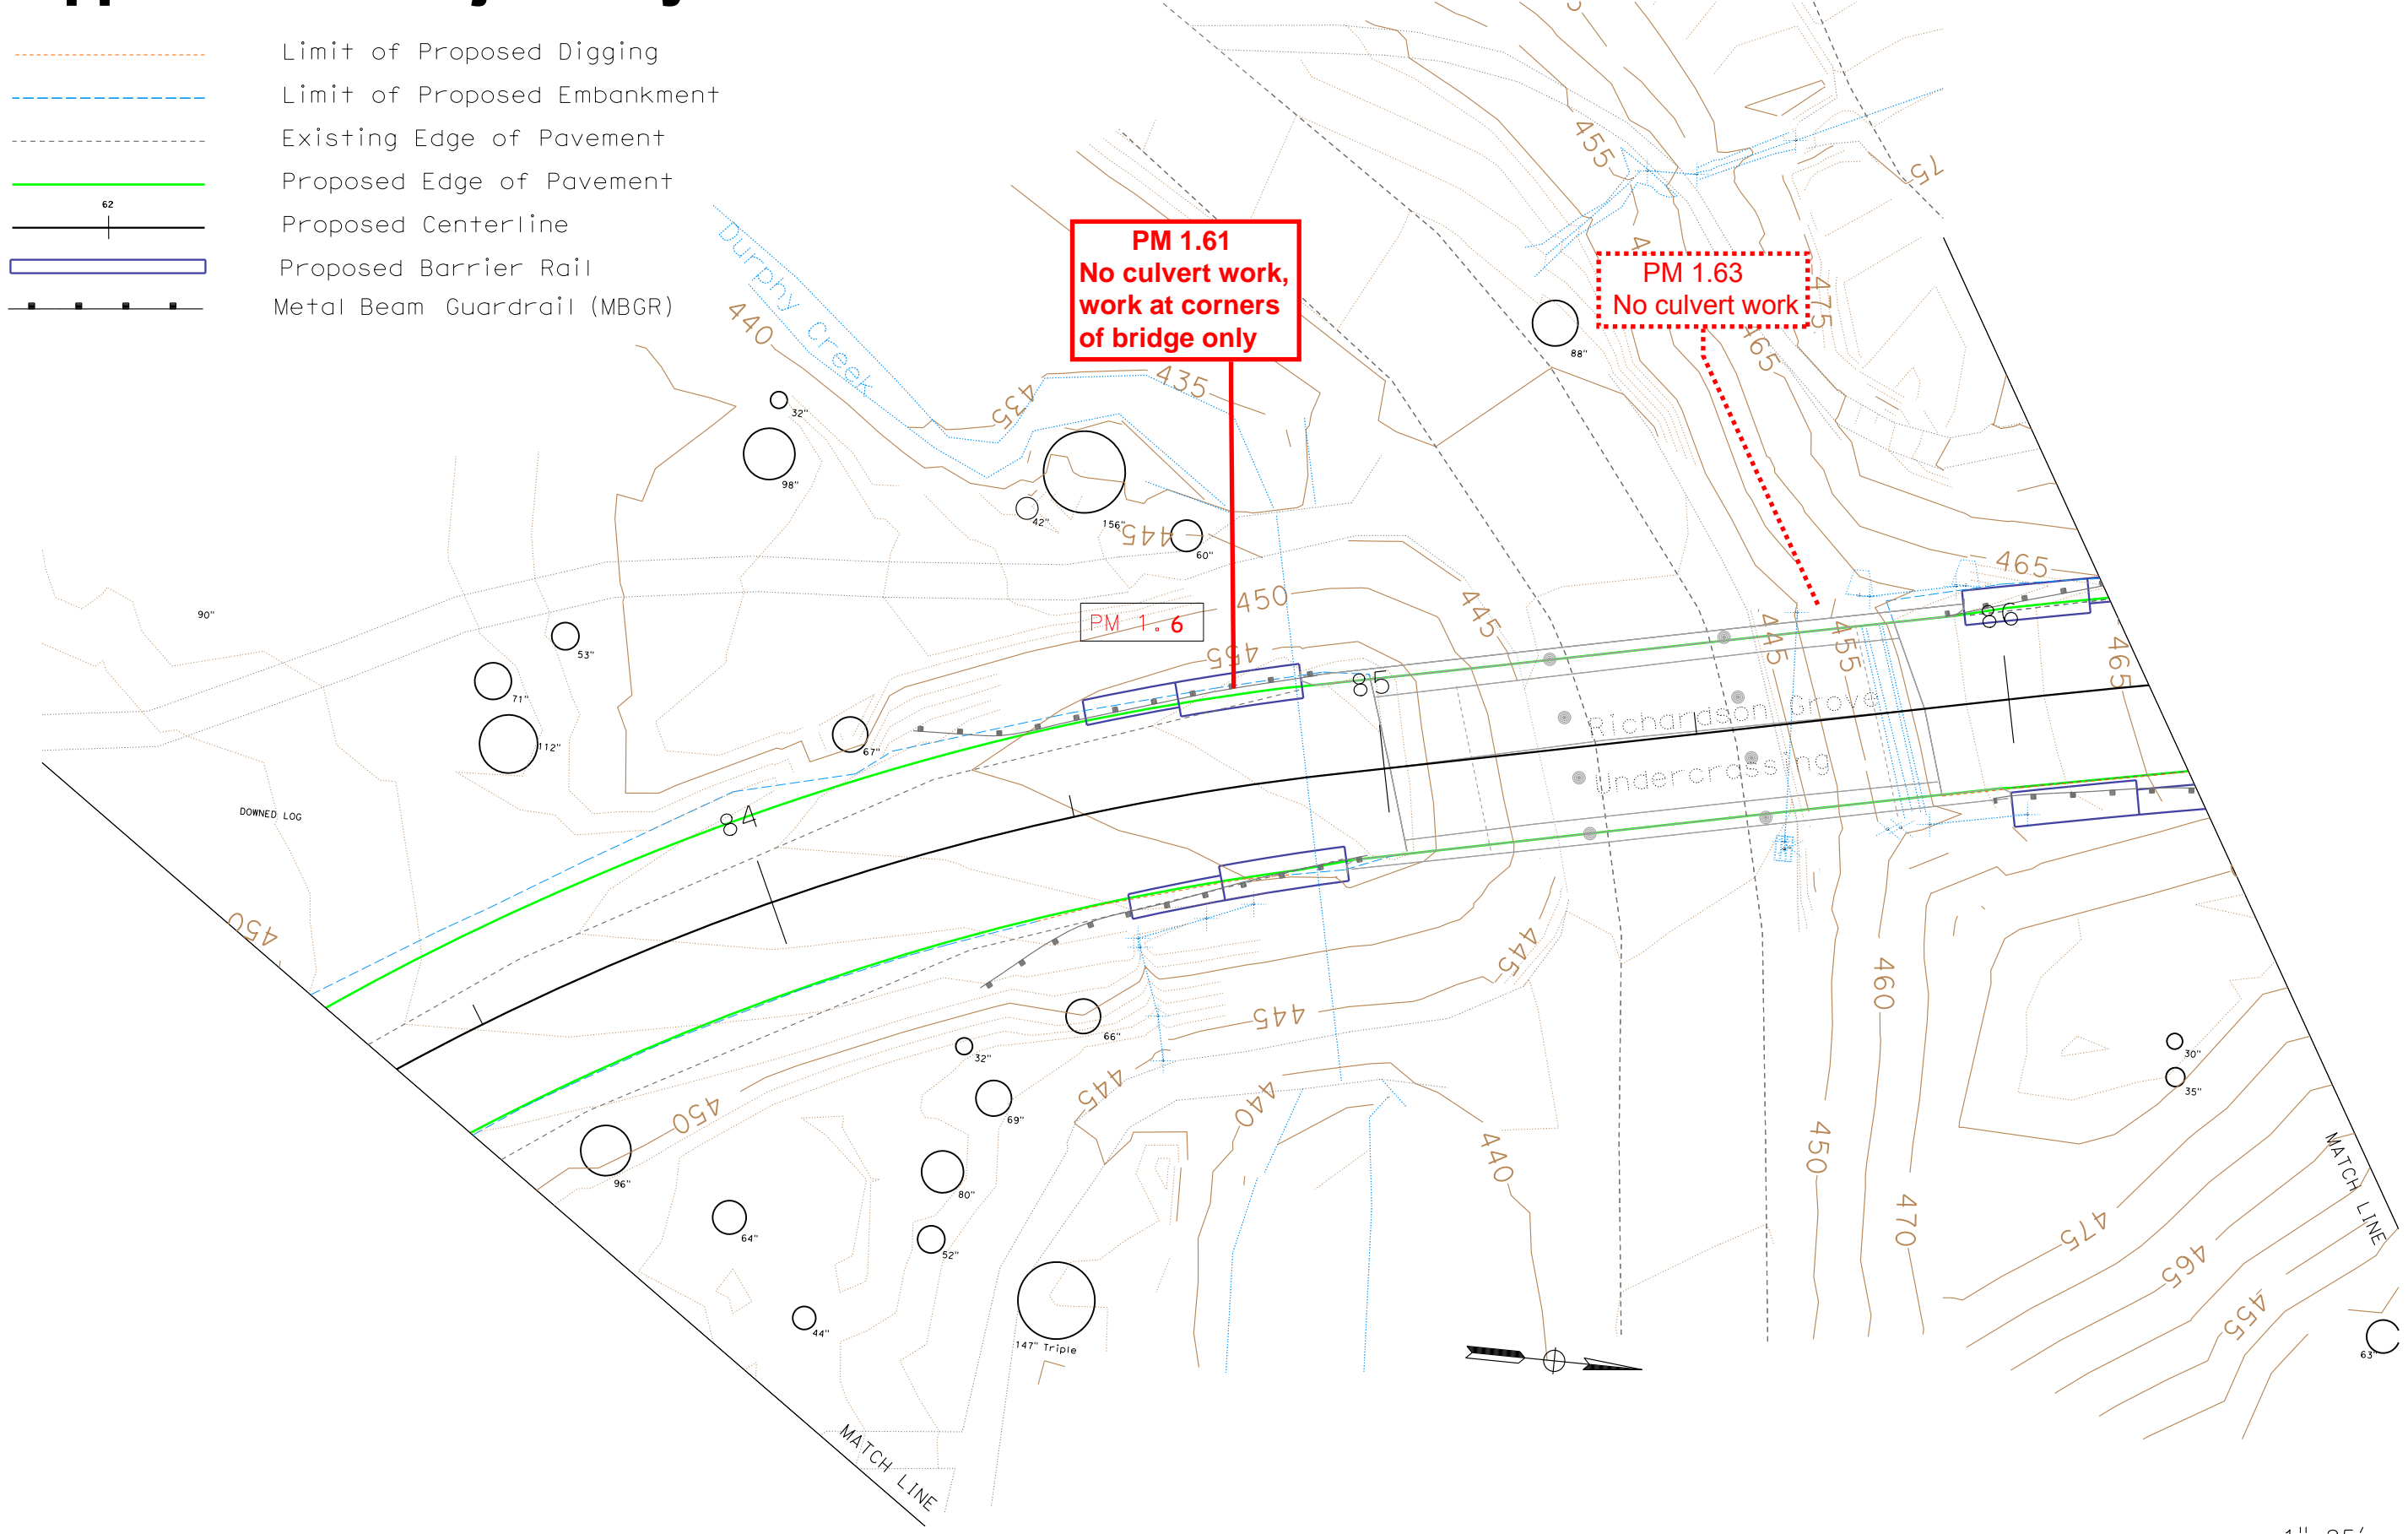 Limit of Proposed Digging
Limit of Proposed Embankment
Existing Edge of Pavement
Proposed Edge of Pavement
62
Proposed Centerline
Proposed Barrier Rail
Metal Beam Guardrail (MBGR)
Durphy Creek
440
435
435
PM 1.61
No culvert work,
work at corners
of bridge only
455
75
PM 1.63
No culvert work
475
465
88"
32"
98"
42"
156"
445
60"
90"
53"
71"
112"
67"
PM 1.6
450
455
445
85
445
455
465
86
465
Richardson Grove
Undercrossing
84
DOWNED LOG
450
445
460
445
66"
32"
69"
445
440
440
450
470
450
96"
80"
64"
52"
44"
147" Triple
30"
35"
MATCH LINE
475
465
455
63"
MATCH LINE